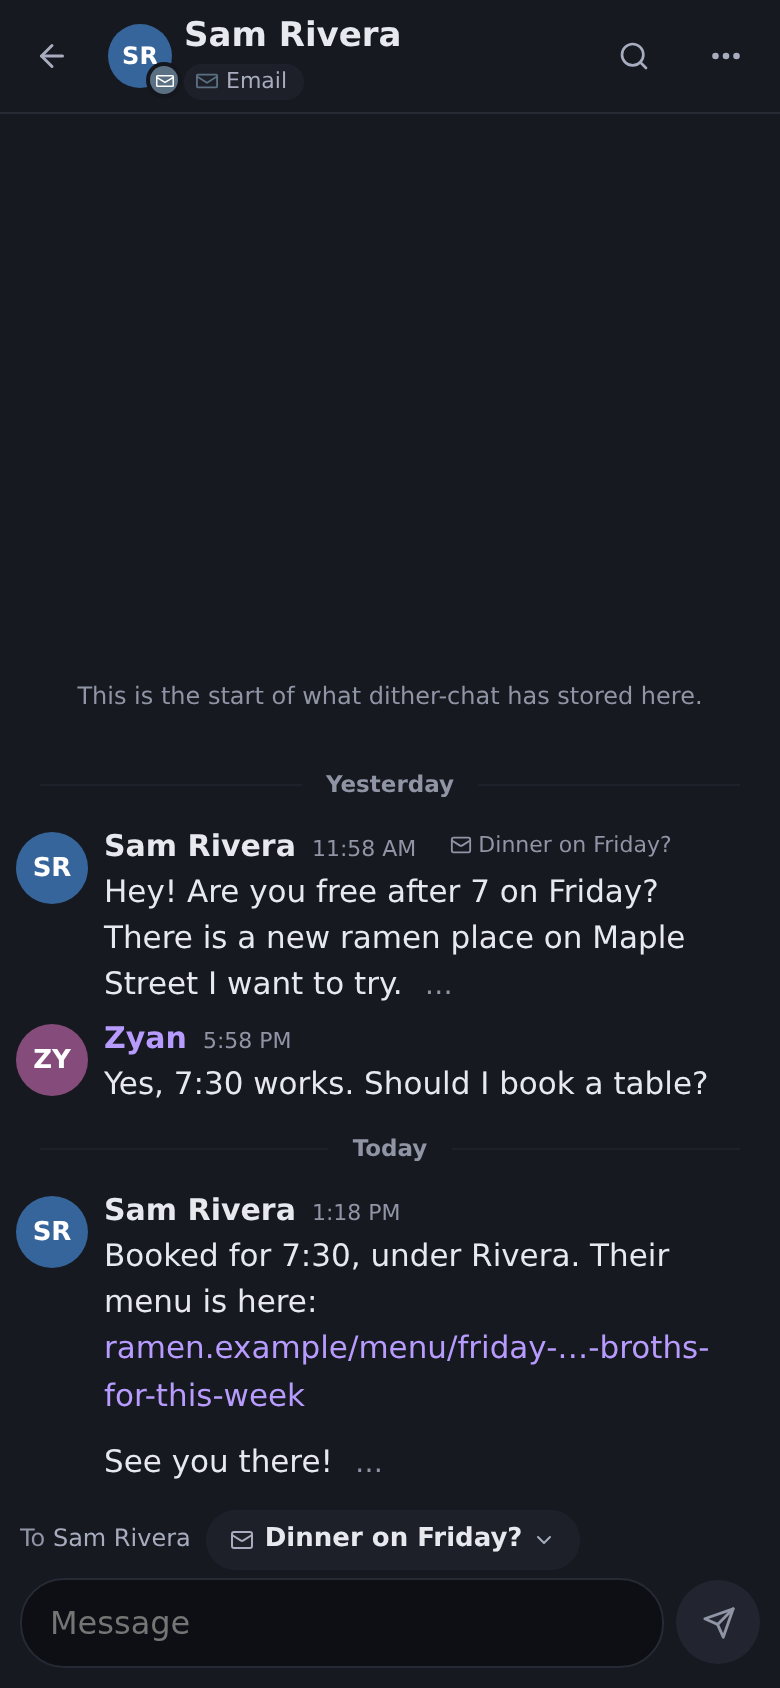 SR
Sam Rivera
Email
This is the start of what dither-chat has stored here.
Yesterday
SR
Sam Rivera 11:58 AM Dinner on Friday?
Hey! Are you free after 7 on Friday?
There is a new ramen place on Maple
Street I want to try. ...
ZY
Zyan 5:58 PM
Yes, 7:30 works. Should I book a table?
Today
SR
Sam Rivera 1:18 PM
Booked for 7:30, under Rivera. Their
menu is here:
ramen.example/menu/friday-…-broths-
for-this-week
See you there! ...
To Sam Rivera Dinner on Friday?
Message